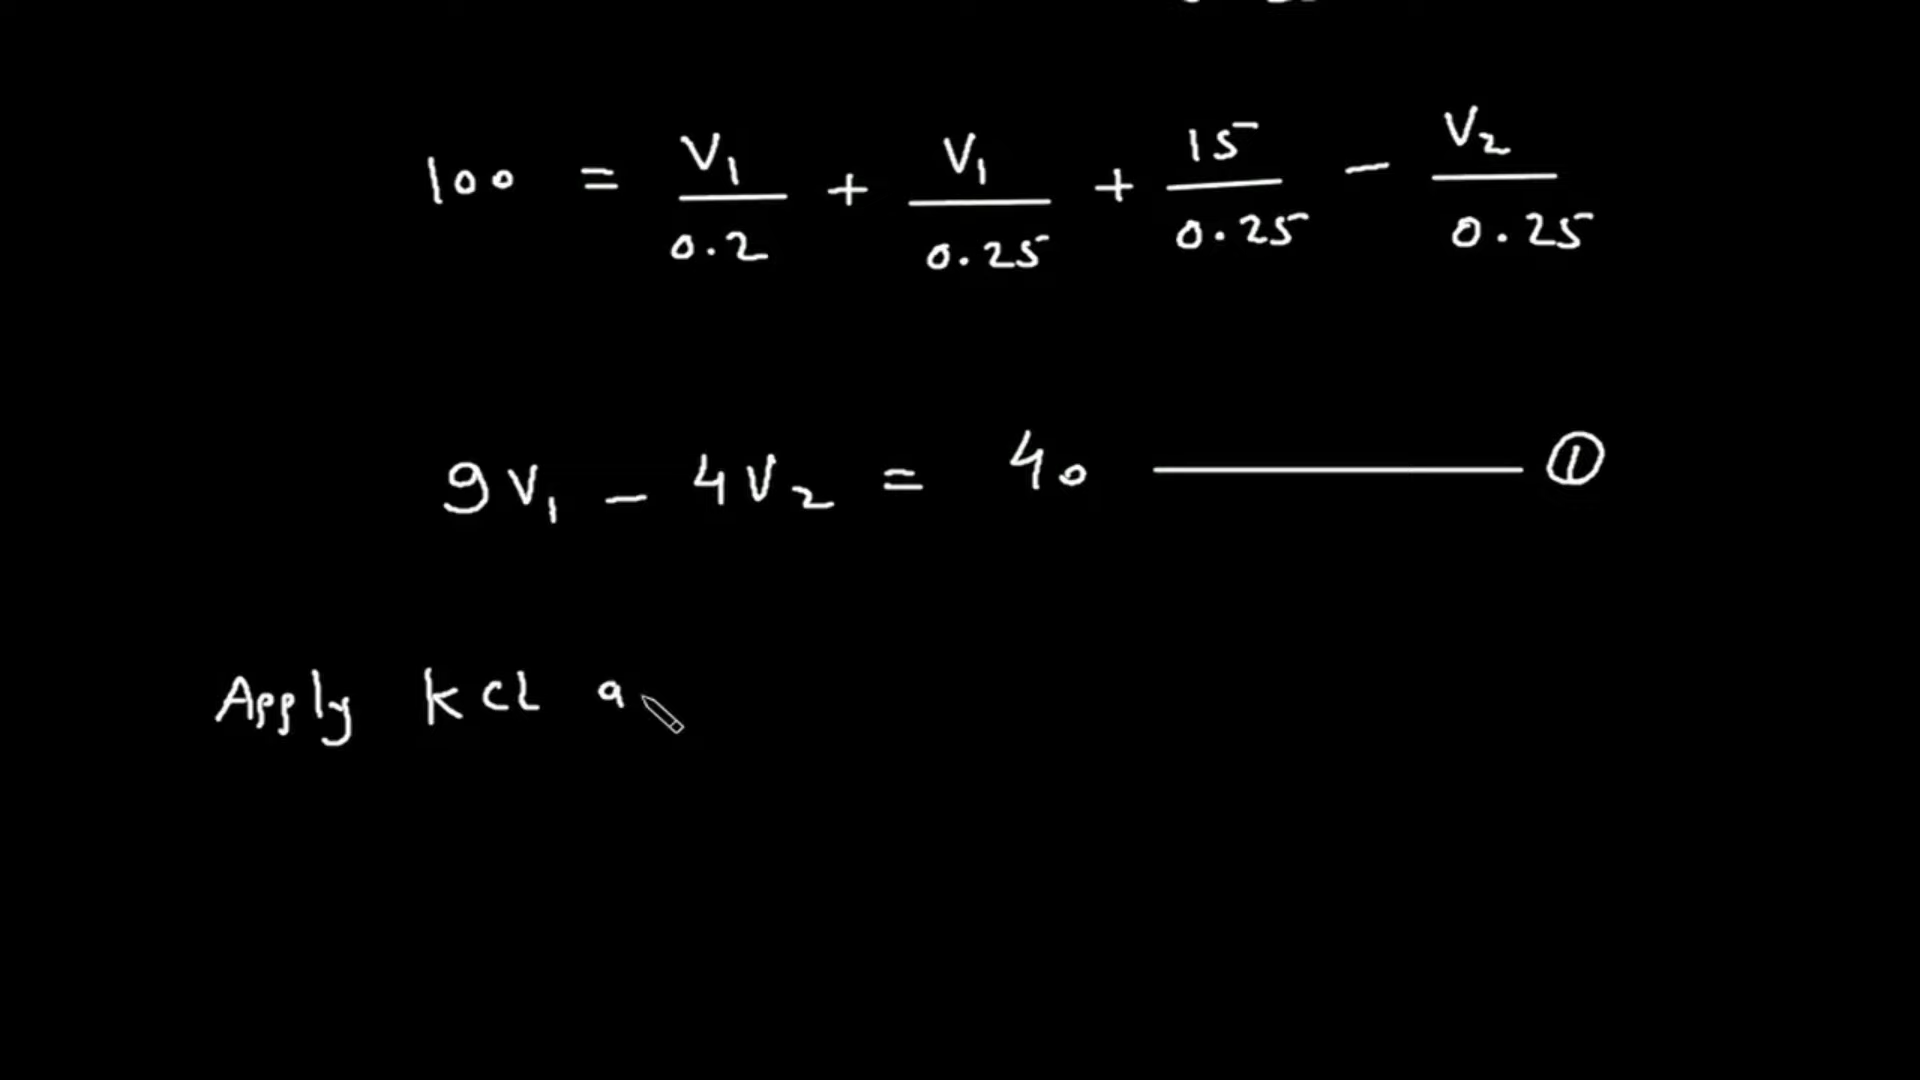 100 = V₁/0.2 + V₁/0.25 + 15/0.25 - V₂/0.25
9V₁ - 4V₂ = 40 ——— ①
Apply kCL a